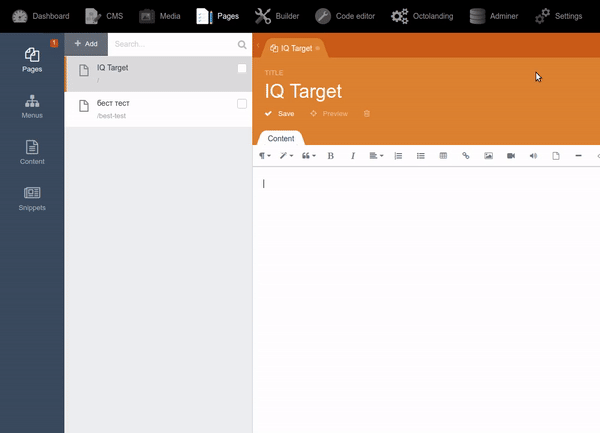 Dashboard CMS Media Pages Builder Code editor Octolanding Adminer Settings
1
Pages
Menus
Content
Snippets
+ Add Search...
IQ Target
/
бест тест
/best-test
IQ Target
TITLE
IQ Target
Save Preview
Content
B I